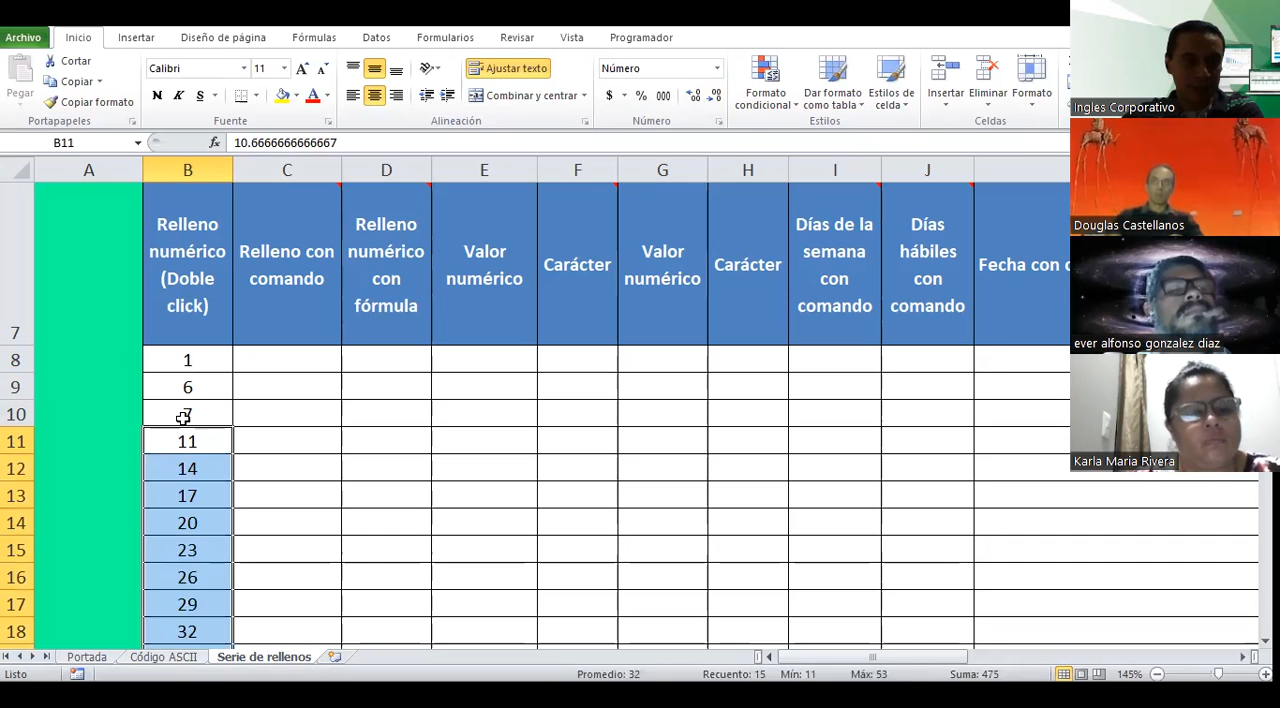 Archivo Inicio Insertar Diseño de página Fórmulas Datos Formularios Revisar Vista Programador
Pegar
Cortar
Copiar
Copiar formato
Portapapeles
Calibri 11
N K S
Fuente
Ajustar texto
Combinar y centrar
Alineación
Número
$ % 000
Número
Formato condicional
Dar formato como tabla
Estilos de celda
Estilos
Insertar Eliminar Formato
Celdas
B11 fx 10.6666666666667
A B C D E F G H I J
7
Relleno numérico (Doble click)
Relleno con comando
Relleno numérico con fórmula
Valor numérico
Carácter
Valor numérico
Carácter
Días de la semana con comando
Días hábiles con comando
Fecha con
8 1
9 6
10 7
11 11
12 14
13 17
14 20
15 23
16 26
17 29
18 32
Portada Código ASCII Serie de rellenos
Listo Promedio: 32 Recuento: 15 Mín: 11 Máx: 53 Suma: 475 145%
Ingles Corporativo
Douglas Castellanos
ever alfonso gonzalez diaz
Karla Maria Rivera